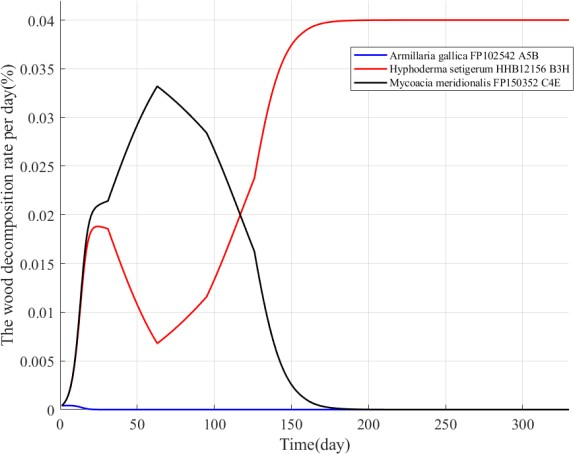 The wood decomposition rate per day(%)
0.04
0.035
0.03
0.025
0.02
0.015
0.01
0.005
0
Armillaria gallica FP102542 A5B
Hyphoderma setigerum HHB12156 B3H
Mycoacia meridionalis FP150352 C4E
0 50 100 150 200 250 300
Time(day)